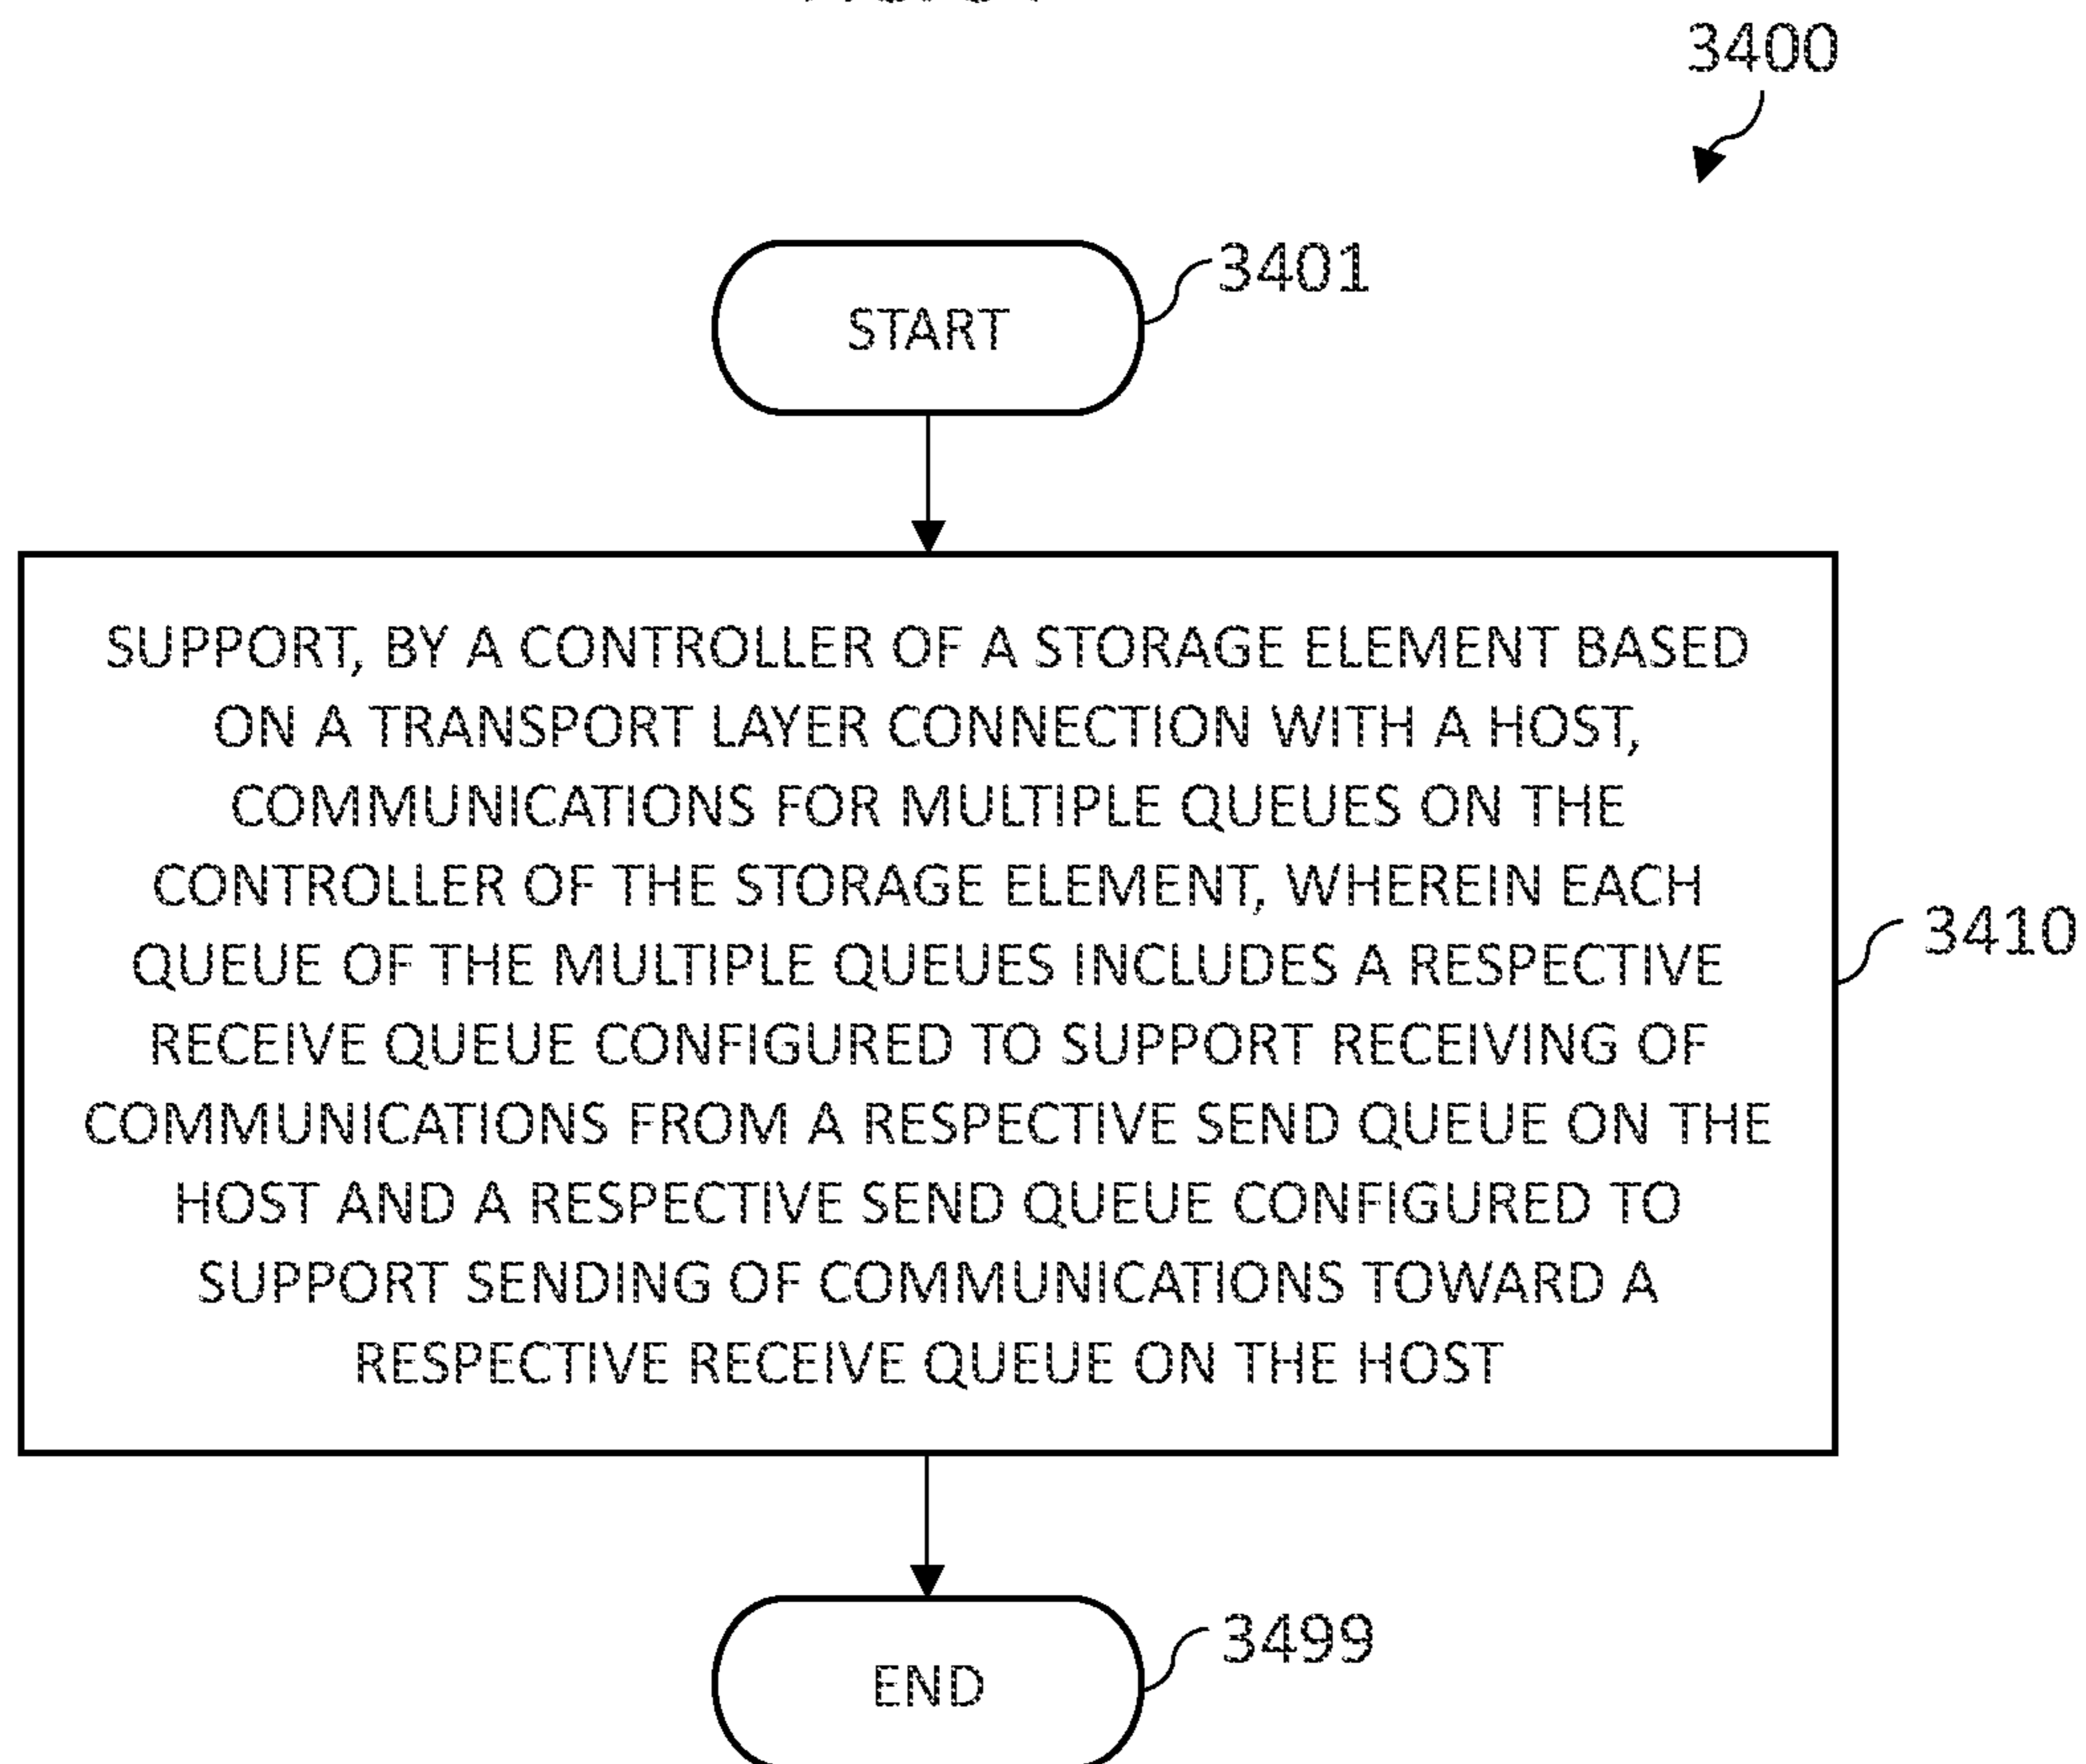 3400
3401
START
SUPPORT, BY A CONTROLLER OF A STORAGE ELEMENT BASED
ON A TRANSPORT LAYER CONNECTION WITH A HOST,
COMMUNICATIONS FOR MULTIPLE QUEUES ON THE
CONTROLLER OF THE STORAGE ELEMENT, WHEREIN EACH
QUEUE OF THE MULTIPLE QUEUES INCLUDES A RESPECTIVE
RECEIVE QUEUE CONFIGURED TO SUPPORT RECEIVING OF
COMMUNICATIONS FROM A RESPECTIVE SEND QUEUE ON THE
HOST AND A RESPECTIVE SEND QUEUE CONFIGURED TO
SUPPORT SENDING OF COMMUNICATIONS TOWARD A
RESPECTIVE RECEIVE QUEUE ON THE HOST
3410
3499
END